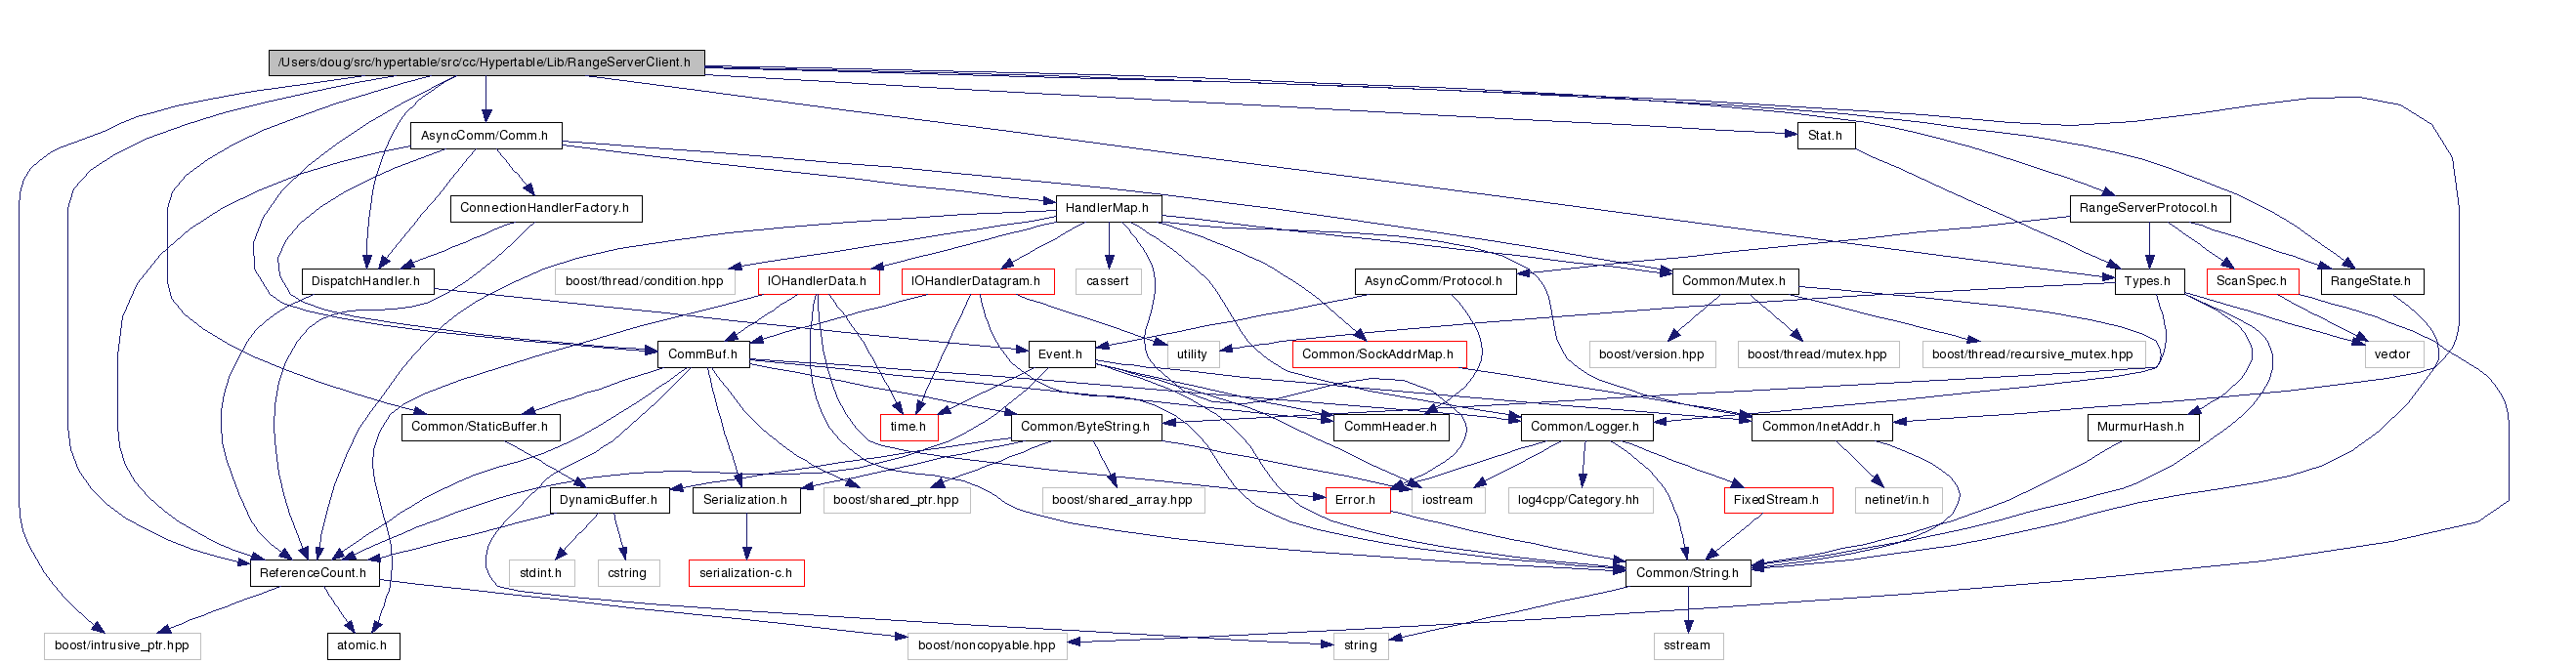 /Users/doug/src/hypertable/src/cc/Hypertable/Lib/RangeServerClient.h
AsyncComm/Comm.h
Stat.h
ConnectionHandlerFactory.h
HandlerMap.h
RangeServerProtocol.h
DispatchHandler.h
boost/thread/condition.hpp
IOHandlerData.h
IOHandlerDatagram.h
cassert
AsyncComm/Protocol.h
Common/Mutex.h
Types.h
ScanSpec.h
RangeState.h
CommBuf.h
Event.h
utility
Common/SockAddrMap.h
boost/version.hpp
boost/thread/mutex.hpp
boost/thread/recursive_mutex.hpp
vector
Common/StaticBuffer.h
time.h
Common/ByteString.h
CommHeader.h
Common/Logger.h
Common/InetAddr.h
MurmurHash.h
DynamicBuffer.h
Serialization.h
boost/shared_ptr.hpp
boost/shared_array.hpp
Error.h
iostream
log4cpp/Category.hh
FixedStream.h
netinet/in.h
ReferenceCount.h
stdint.h
cstring
serialization-c.h
Common/String.h
boost/intrusive_ptr.hpp
atomic.h
boost/noncopyable.hpp
string
sstream